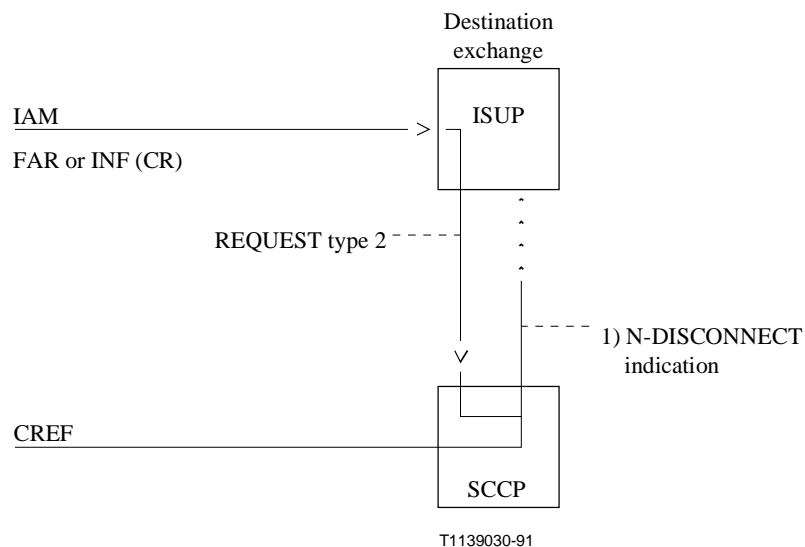 Destination
exchange
ISUP
IAM
FAR or INF (CR)
REQUEST type 2
1) N-DISCONNECT
indication
CREF
SCCP
T1139030-91